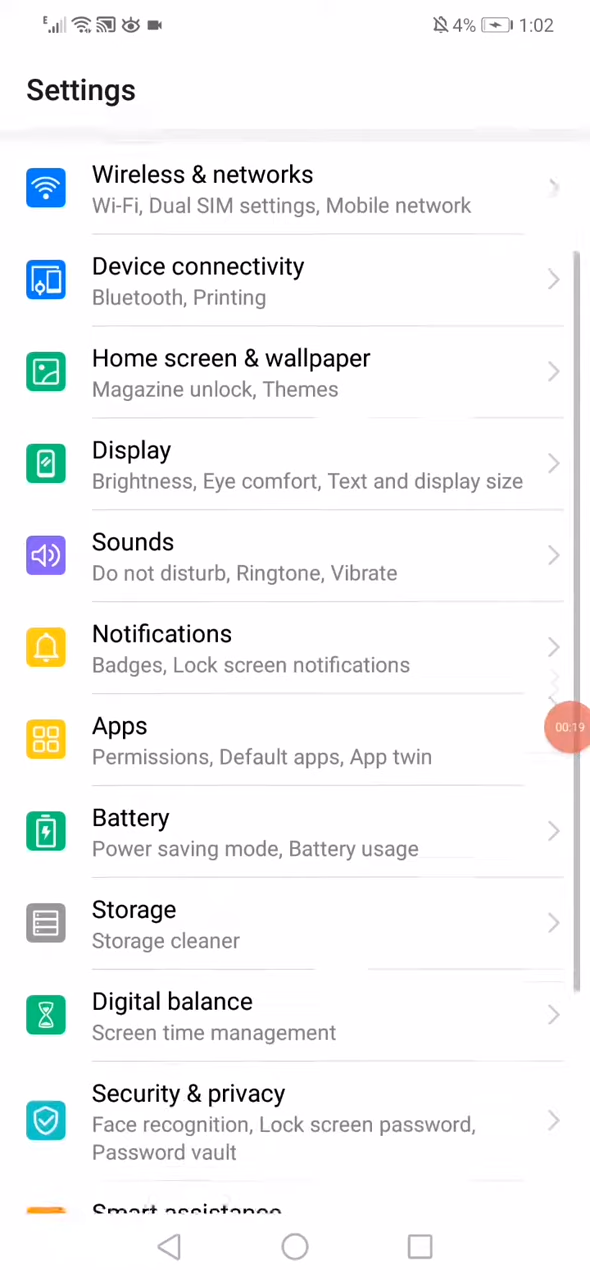 E 4% 1:02
Settings
Wireless & networks
Wi-Fi, Dual SIM settings, Mobile network
Device connectivity
Bluetooth, Printing
Home screen & wallpaper
Magazine unlock, Themes
Display
Brightness, Eye comfort, Text and display size
Sounds
Do not disturb, Ringtone, Vibrate
Notifications
Badges, Lock screen notifications
Apps
00:19
Permissions, Default apps, App twin
Battery
Power saving mode, Battery usage
Storage
Storage cleaner
Digital balance
Screen time management
Security & privacy
Face recognition, Lock screen password,
Password vault
Smart assistance